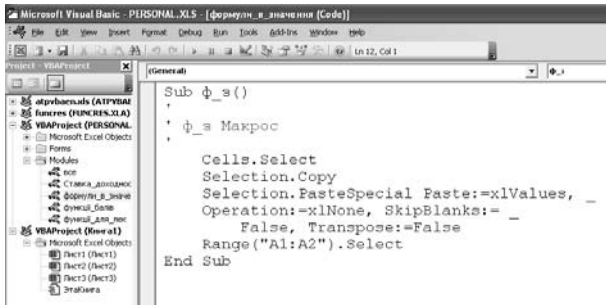 Microsoft Visual Basic - PERSONAL.XLS - [формули_в_значення (Code)]
File Edit View Insert Format Debug Run Tools Add-Ins Window Help
Ln 12, Col 1
Project - VBAProject
(General)
atpvbaen.xls (ATPVBAE
funcres (FUNCRES.XLA)
VBAProject (PERSONAL.
Microsoft Excel Objects
Forms
Modules
все
Ставка_доходнос
формули_в_значе
функції_балів
функції_для_лек
VBAProject (Книга1)
Microsoft Excel Objects
Лист1 (Лист1)
Лист2 (Лист2)
Лист3 (Лист3)
ЭтаКнига
Sub ф_з()
'
' ф_з Макрос
'
Cells.Select
Selection.Copy
Selection.PasteSpecial Paste:=xlValues, _
Operation:=xlNone, SkipBlanks:= _
False, Transpose:=False
Range("A1:A2").Select
End Sub